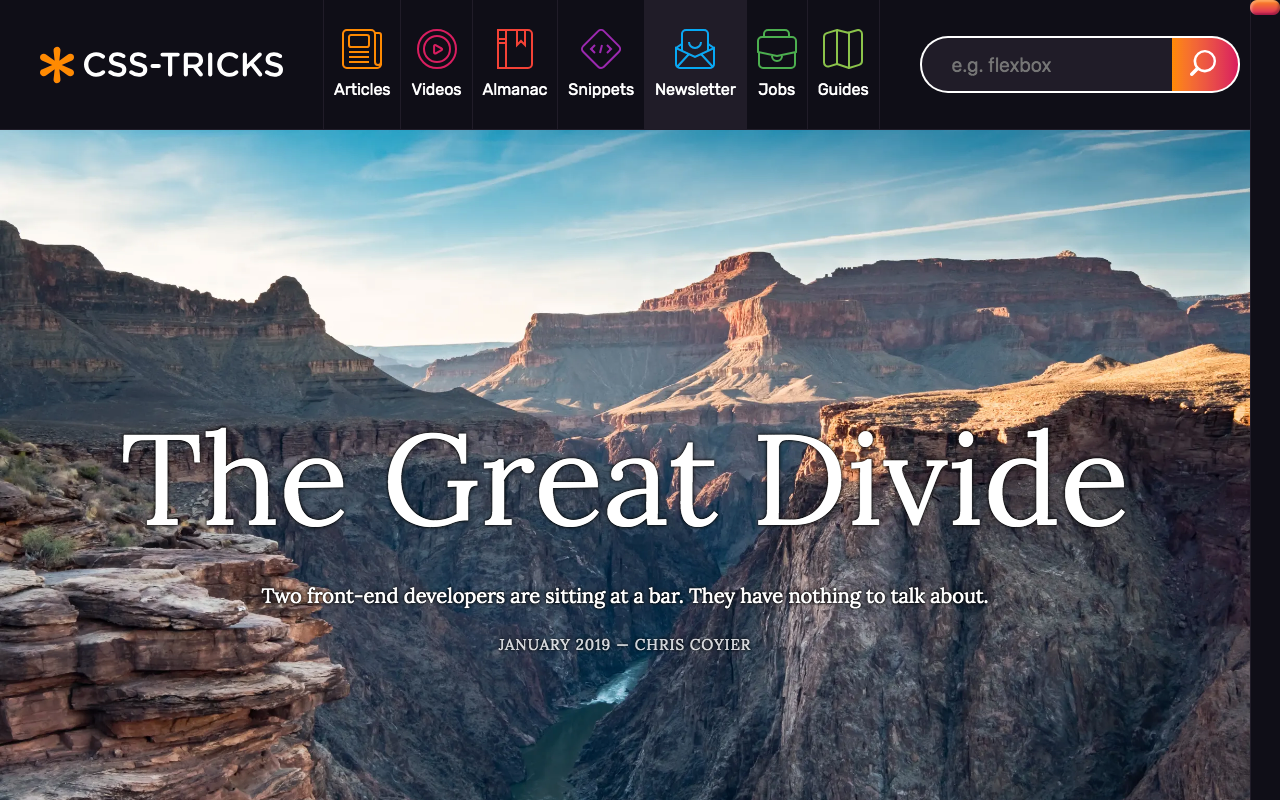 CSS-TRICKS
Articles
Videos
Almanac
Snippets
Newsletter
Jobs
Guides
e.g. flexbox
The Great Divide
Two front-end developers are sitting at a bar. They have nothing to talk about.
JANUARY 2019 — CHRIS COYIER